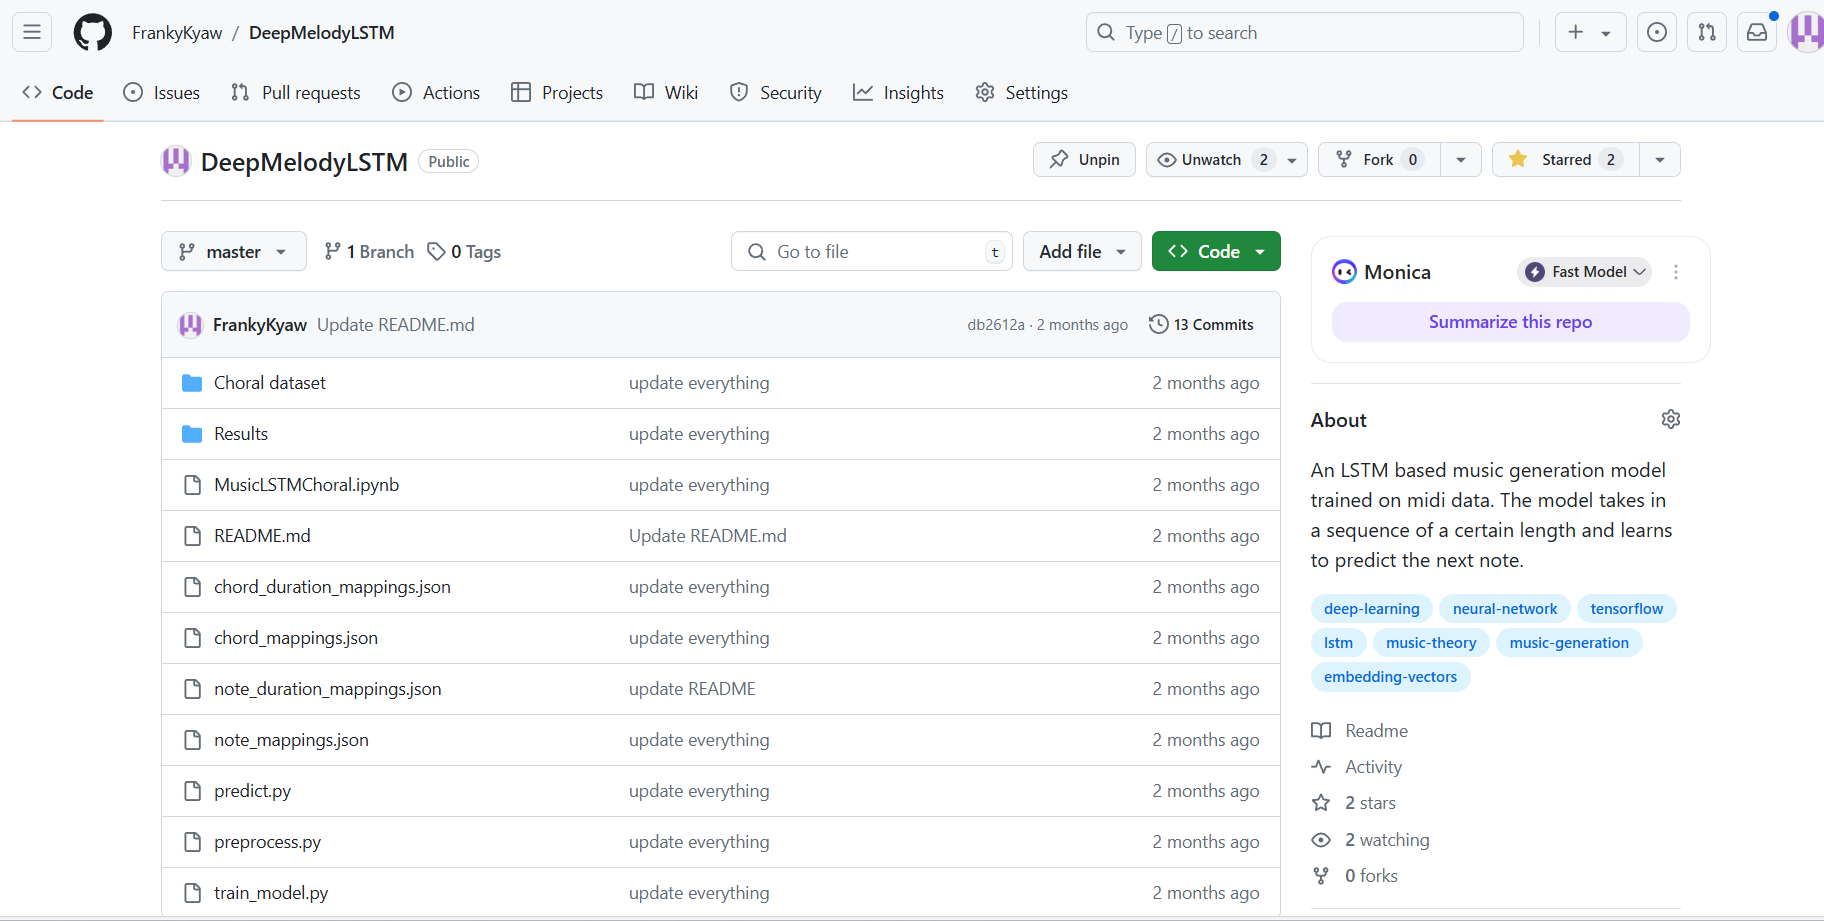 FrankyKyaw / DeepMelodyLSTM
Type / to search
Code Issues Pull requests Actions Projects Wiki Security Insights Settings
DeepMelodyLSTM Public
Unpin Unwatch 2 Fork 0 Starred 2
master 1 Branch 0 Tags Go to file t Add file Code
FrankyKyaw Update README.md db2612a · 2 months ago 13 Commits
Choral dataset update everything 2 months ago
Results update everything 2 months ago
MusicLSTMChoral.ipynb update everything 2 months ago
README.md Update README.md 2 months ago
chord_duration_mappings.json update everything 2 months ago
chord_mappings.json update everything 2 months ago
note_duration_mappings.json update README 2 months ago
note_mappings.json update everything 2 months ago
predict.py update everything 2 months ago
preprocess.py update everything 2 months ago
train_model.py update everything 2 months ago
Monica Fast Model
Summarize this repo
About
An LSTM based music generation model
trained on midi data. The model takes in
a sequence of a certain length and learns
to predict the next note.
deep-learning neural-network tensorflow
lstm music-theory music-generation
embedding-vectors
Readme
Activity
2 stars
2 watching
0 forks